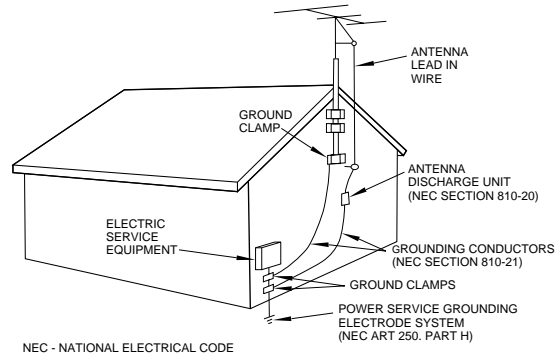 ANTENNA
LEAD IN
WIRE
GROUND
CLAMP
ANTENNA
DISCHARGE UNIT
(NEC SECTION 810-20)
ELECTRIC
SERVICE
EQUIPMENT
GROUNDING CONDUCTORS
(NEC SECTION 810-21)
GROUND CLAMPS
POWER SERVICE GROUNDING
ELECTRODE SYSTEM
(NEC ART 250. PART H)
NEC - NATIONAL ELECTRICAL CODE